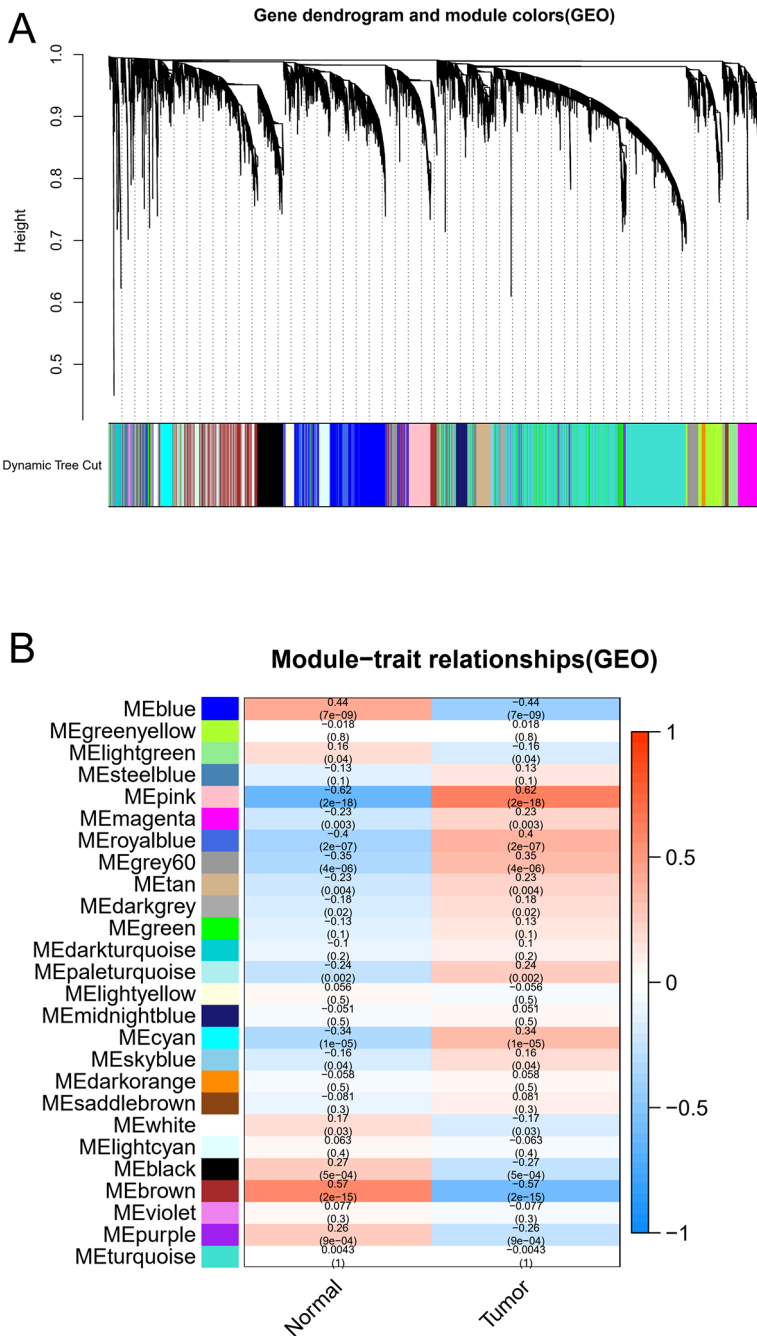 A
Gene dendrogram and module colors(GEO)
Height
1.0
0.9
0.8
0.7
0.6
0.5
Dynamic Tree Cut
B
Module−trait relationships(GEO)
MEblue 0.44 −0.44
(7e−09) (7e−09)
MEgreenyellow −0.018 0.018
(0.8) (0.8)
MElightgreen 0.16 −0.16
(0.04) (0.04)
MEsteelblue −0.13 0.13
(0.1) (0.1)
MEpink −0.62 0.62
(2e−18) (2e−18)
MEmagenta −0.23 0.23
(0.003) (0.003)
MEroyalblue −0.4 0.4
(2e−07) (2e−07)
MEgrey60 −0.35 0.35
(4e−06) (4e−06)
MEtan −0.23 0.23
(0.004) (0.004)
MEdarkgrey −0.18 0.18
(0.02) (0.02)
MEgreen −0.13 0.13
(0.1) (0.1)
MEdarkturquoise −0.1 0.1
(0.2) (0.2)
MEpaleturquoise −0.24 0.24
(0.002) (0.002)
MElightyellow 0.056 −0.056
(0.5) (0.5)
MEmidnightblue −0.051 0.051
(0.5) (0.5)
MEcyan −0.34 0.34
(1e−05) (1e−05)
MEskyblue −0.16 0.16
(0.04) (0.04)
MEdarkorange −0.058 0.058
(0.5) (0.5)
MEsaddlebrown −0.081 0.081
(0.3) (0.3)
MEwhite 0.17 −0.17
(0.03) (0.03)
MElightcyan 0.063 −0.063
(0.4) (0.4)
MEblack 0.27 −0.27
(5e−04) (5e−04)
MEbrown 0.57 −0.57
(2e−15) (2e−15)
MEviolet 0.077 −0.077
(0.3) (0.3)
MEpurple 0.26 −0.26
(9e−04) (9e−04)
MEturquoise 0.0043 −0.0043
(1) (1)
Normal
Tumor
1
0.5
0
−0.5
−1